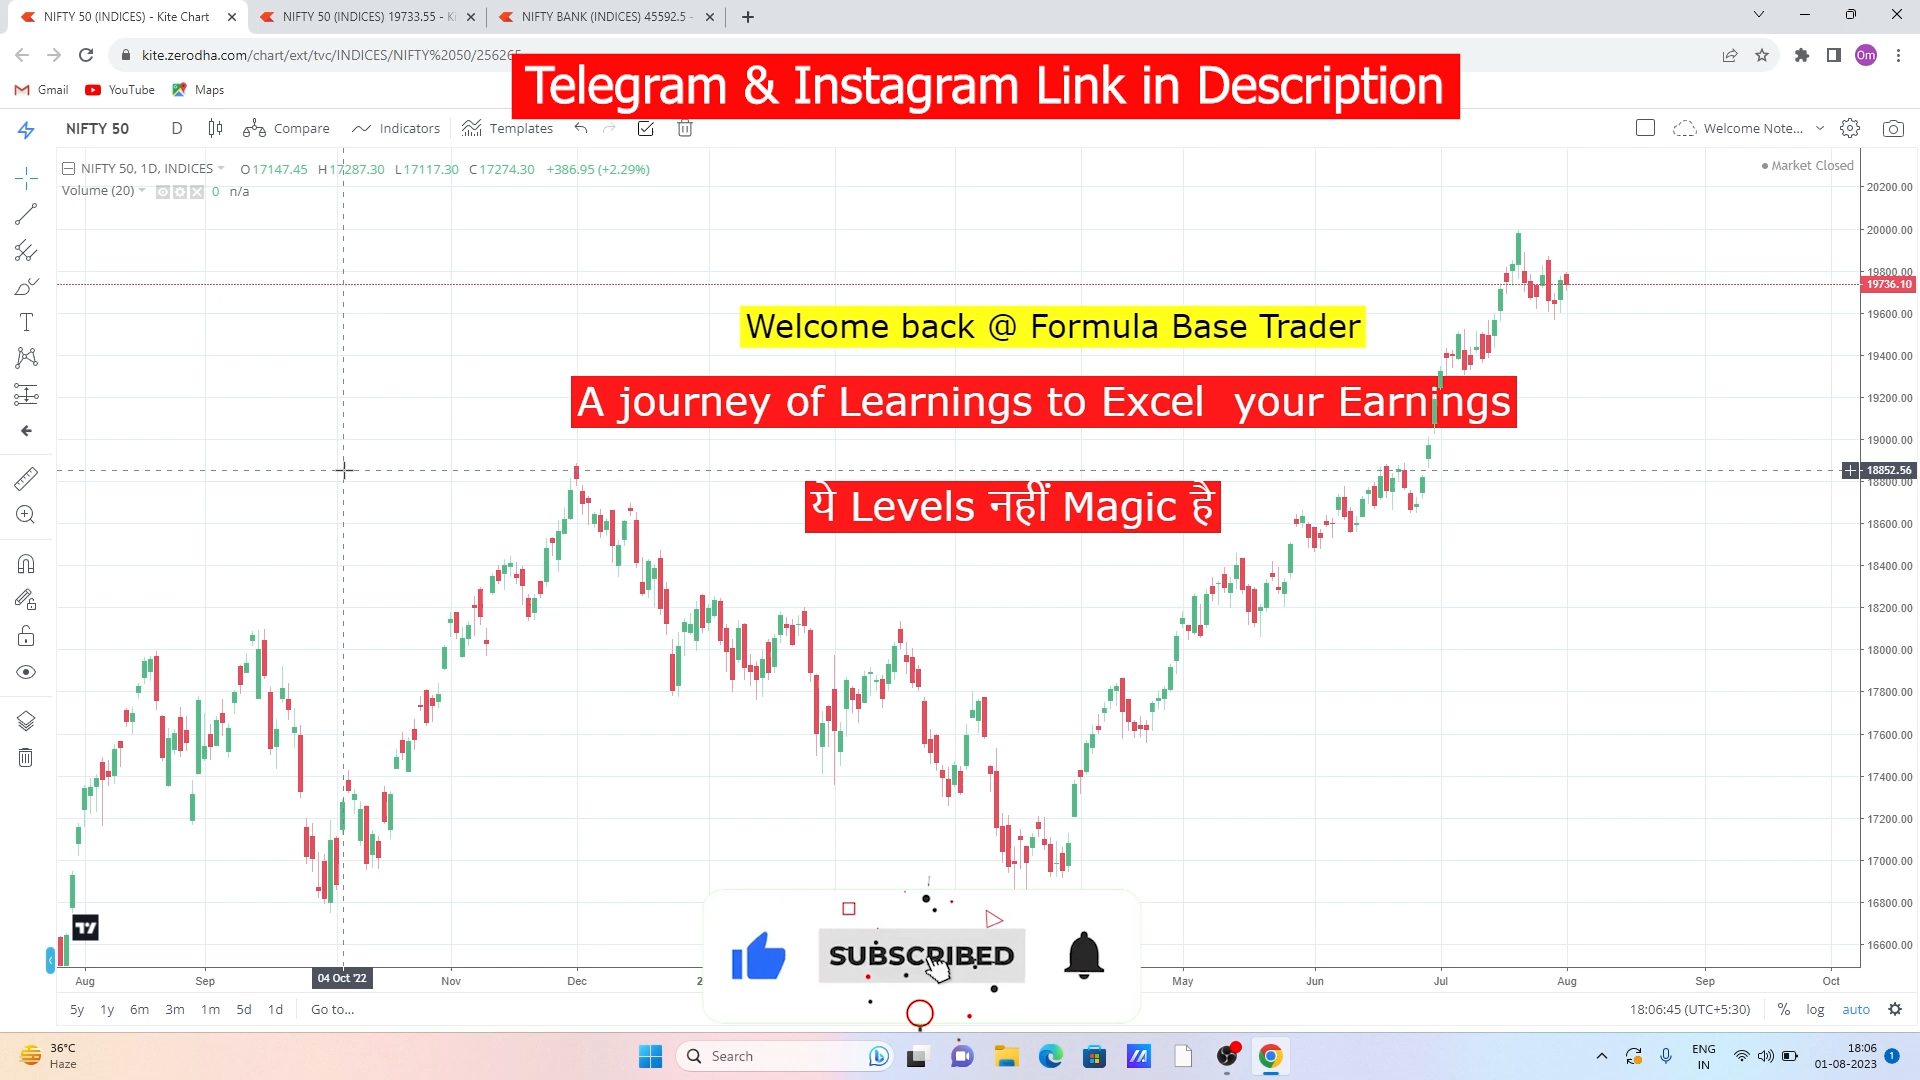 NIFTY 50 (INDICES) - Kite Chart
NIFTY 50 (INDICES) 19733.55 - Ki
NIFTY BANK (INDICES) 45592.5 -
kite.zerodha.com/chart/ext/tvc/INDICES/NIFTY%2050/256265
Om
Telegram & Instagram Link in Description
Gmail YouTube Maps
NIFTY 50 D Compare Indicators Templates Welcome Note...
NIFTY 50, 1D, INDICES O17147.45 H17287.30 L17117.30 C17274.30 +386.95 (+2.29%)
Market Closed
Volume (20) 0 n/a
20200.00
20000.00
19800.00
19736.10
19600.00
19400.00
19200.00
19000.00
18852.56
18800.00
18600.00
18400.00
18200.00
18000.00
17800.00
17600.00
17400.00
17200.00
17000.00
16800.00
16600.00
Welcome back @ Formula Base Trader
A journey of Learnings to Excel your Earnings
ये Levels नहीं Magic है
SUBSCRIBED
Aug Sep 04 Oct '22 Nov Dec 2 May Jun Jul Aug Sep Oct
5y 1y 6m 3m 1m 5d 1d Go to... 18:06:45 (UTC+5:30) % log auto
36°C
Haze
Search
ENG
IN
18:06
01-08-2023
1